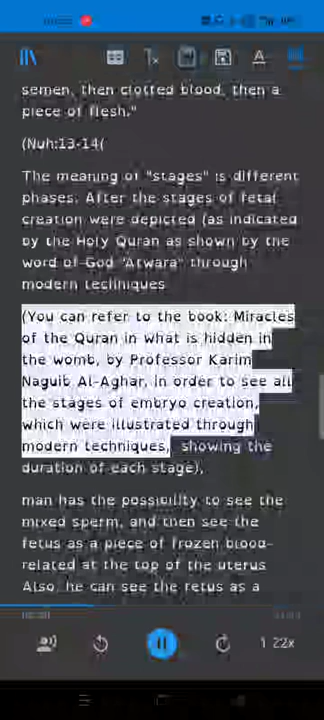 semen, then clotted blood, then a
piece of flesh."
(Nuh:13-14(
The meaning of "stages" is different
phases. After the stages of fetal
creation were depicted (as indicated
by the Holy Quran as shown by the
word of God "Atwara" through
modern techniques
(You can refer to the book: Miracles
of the Quran in what is hidden in
the womb, by Professor Karim
Naguib Al-Aghar, in order to see all
the stages of embryo creation,
which were illustrated through
modern techniques, showing the
duration of each stage),
man has the possibility to see the
mixed sperm, and then see the
fetus as a piece of frozen blood-
related at the top of the uterus
Also, he can see the fetus as a
1.22x